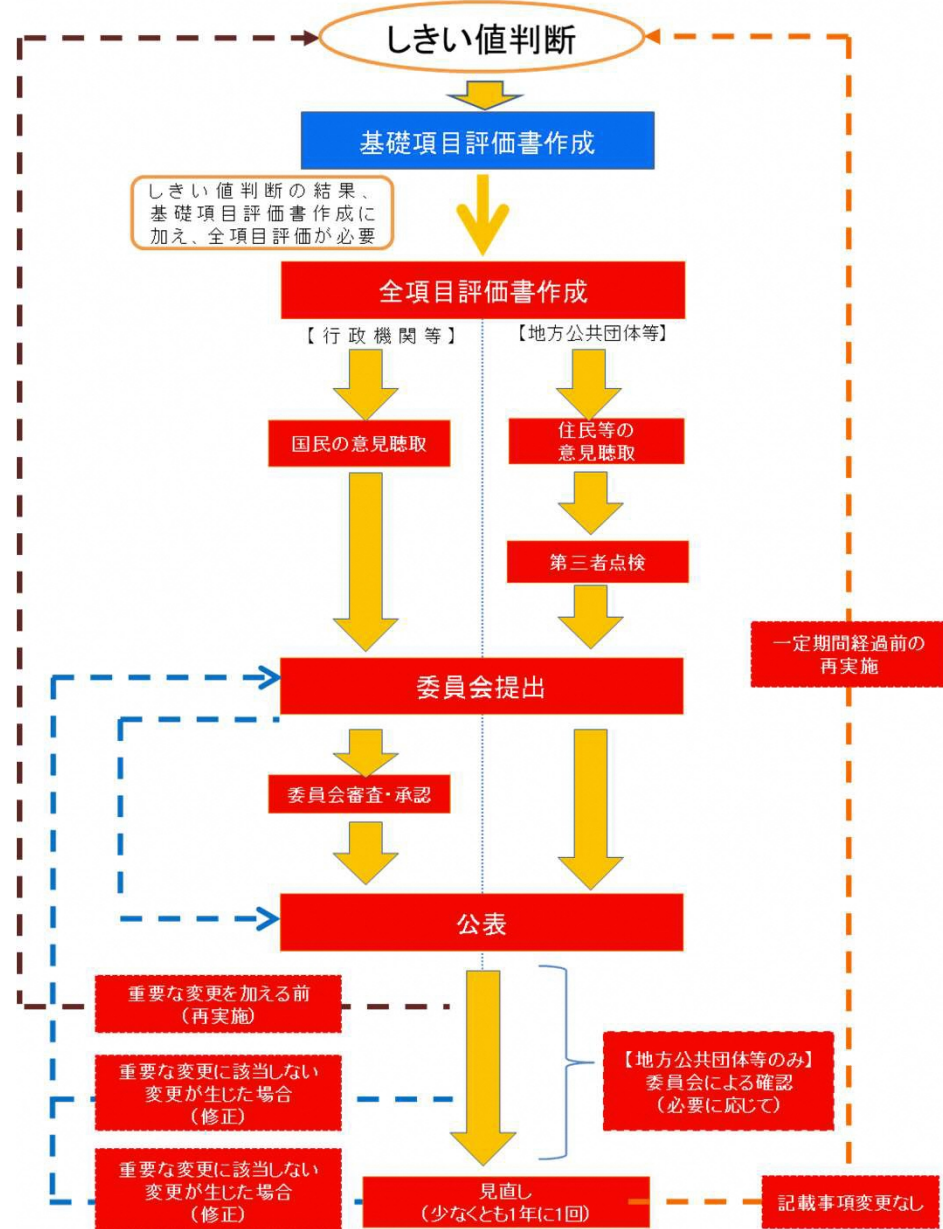 しきい値判断
基礎項目評価書作成
しきい値判断の結果、
基礎項目評価書作成に
加え、全項目評価が必要
全項目評価書作成
【行政機関等】
【地方公共団体等】
国民の意見聴取
住民等の
意見聴取
第三者点検
一定期間経過前の
再実施
委員会提出
委員会審査・承認
公表
重要な変更を加える前
(再実施)
【地方公共団体等のみ】
委員会による確認
(必要に応じて)
重要な変更に該当しない
変更が生じた場合
(修正)
重要な変更に該当しない
変更が生じた場合
(修正)
見直し
(少なくとも1年に1回)
記載事項変更なし